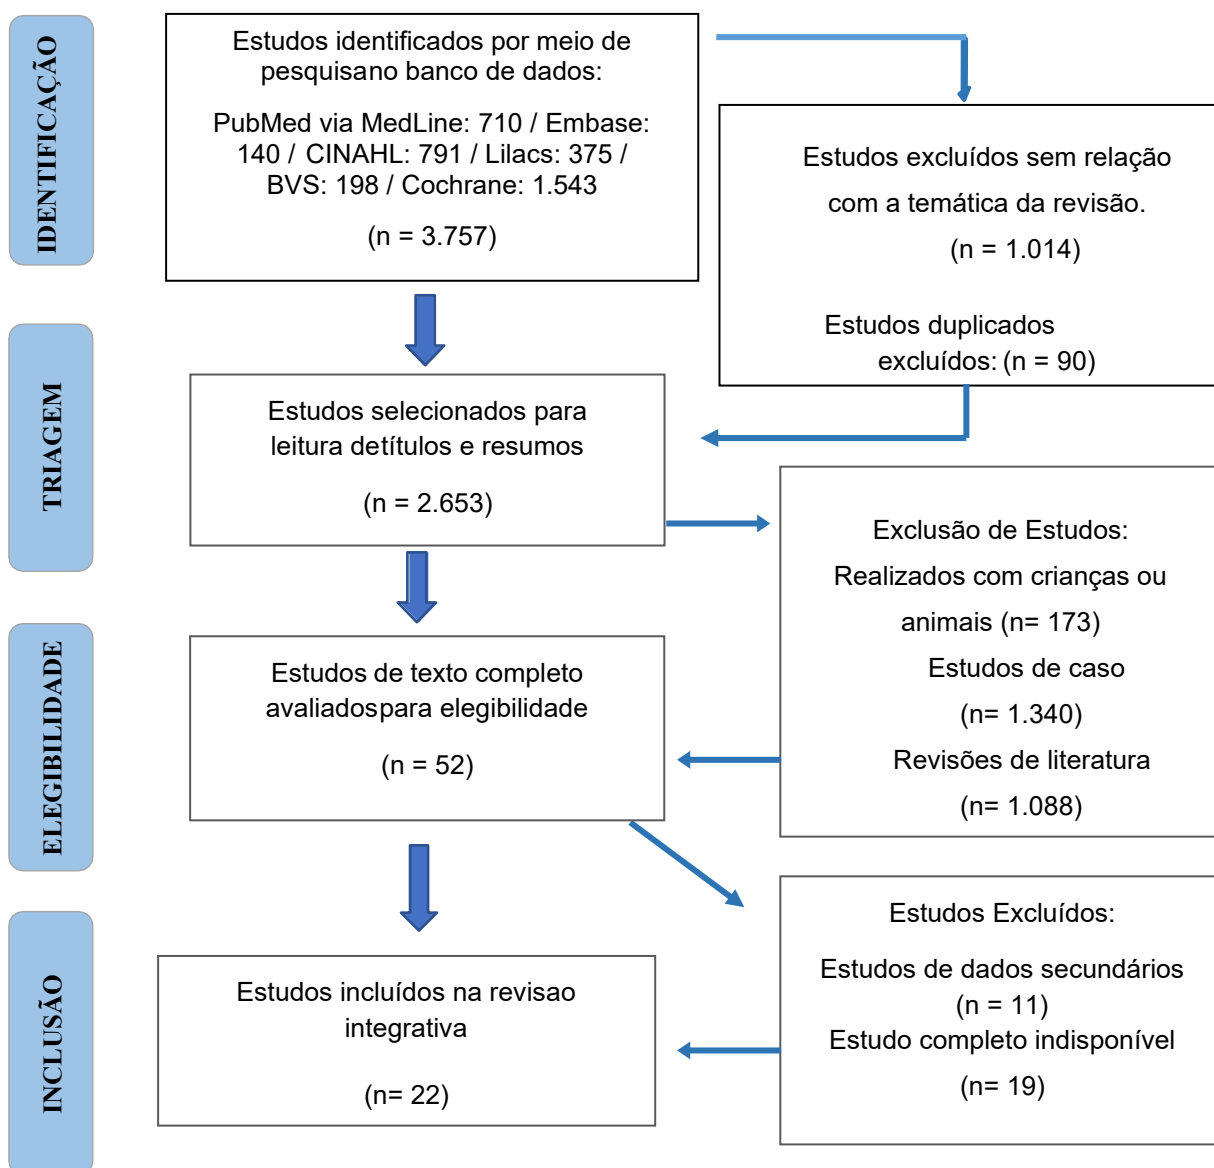 IDENTIFICAÇÃO
Estudos identificados por meio de
pesquisano banco de dados:
PubMed via MedLine: 710 / Embase:
140 / CINAHL: 791 / Lilacs: 375 /
BVS: 198 / Cochrane: 1.543
(n = 3.757)
Estudos excluídos sem relação
com a temática da revisão.
(n = 1.014)
Estudos duplicados
excluídos: (n = 90)
TRIAGEM
Estudos selecionados para
leitura detítulos e resumos
(n = 2.653)
Exclusão de Estudos:
Realizados com crianças ou
animais (n= 173)
Estudos de caso
(n= 1.340)
Revisões de literatura
(n= 1.088)
ELEGIBILIDADE
Estudos de texto completo
avaliadospara elegibilidade
(n = 52)
Estudos Excluídos:
Estudos de dados secundários
(n = 11)
Estudo completo indisponível
(n= 19)
INCLUSÃO
Estudos incluídos na revisao
integrativa
(n= 22)